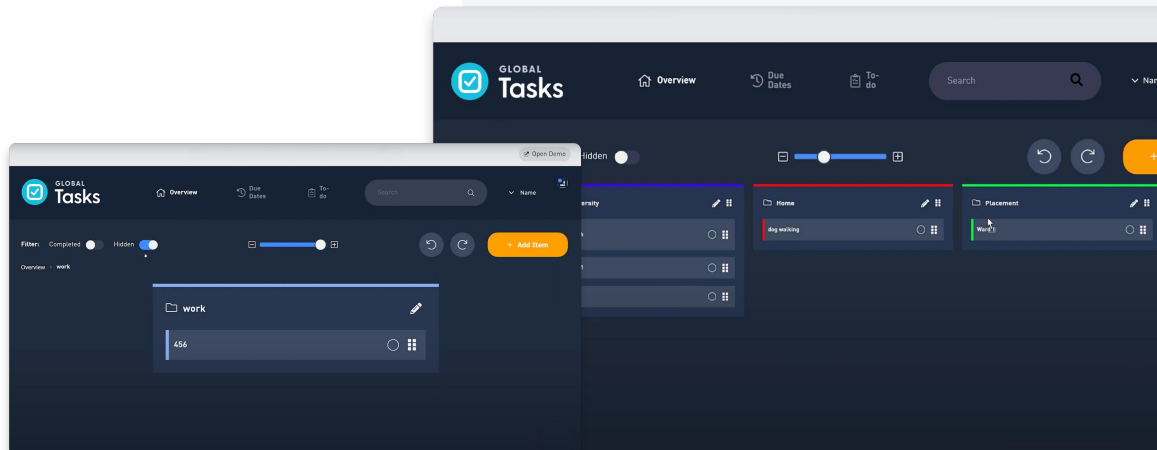 GLOBAL
Tasks
Overview
Due
Dates
To-
do
Search
Nar
Hidden
+
ersity
Home
Placement
dog walking
Open Demo
GLOBAL
Tasks
Overview
Due
Dates
To-
do
Search
Name
Filter: Completed Hidden
+ Add Item
Overview › work
work
456